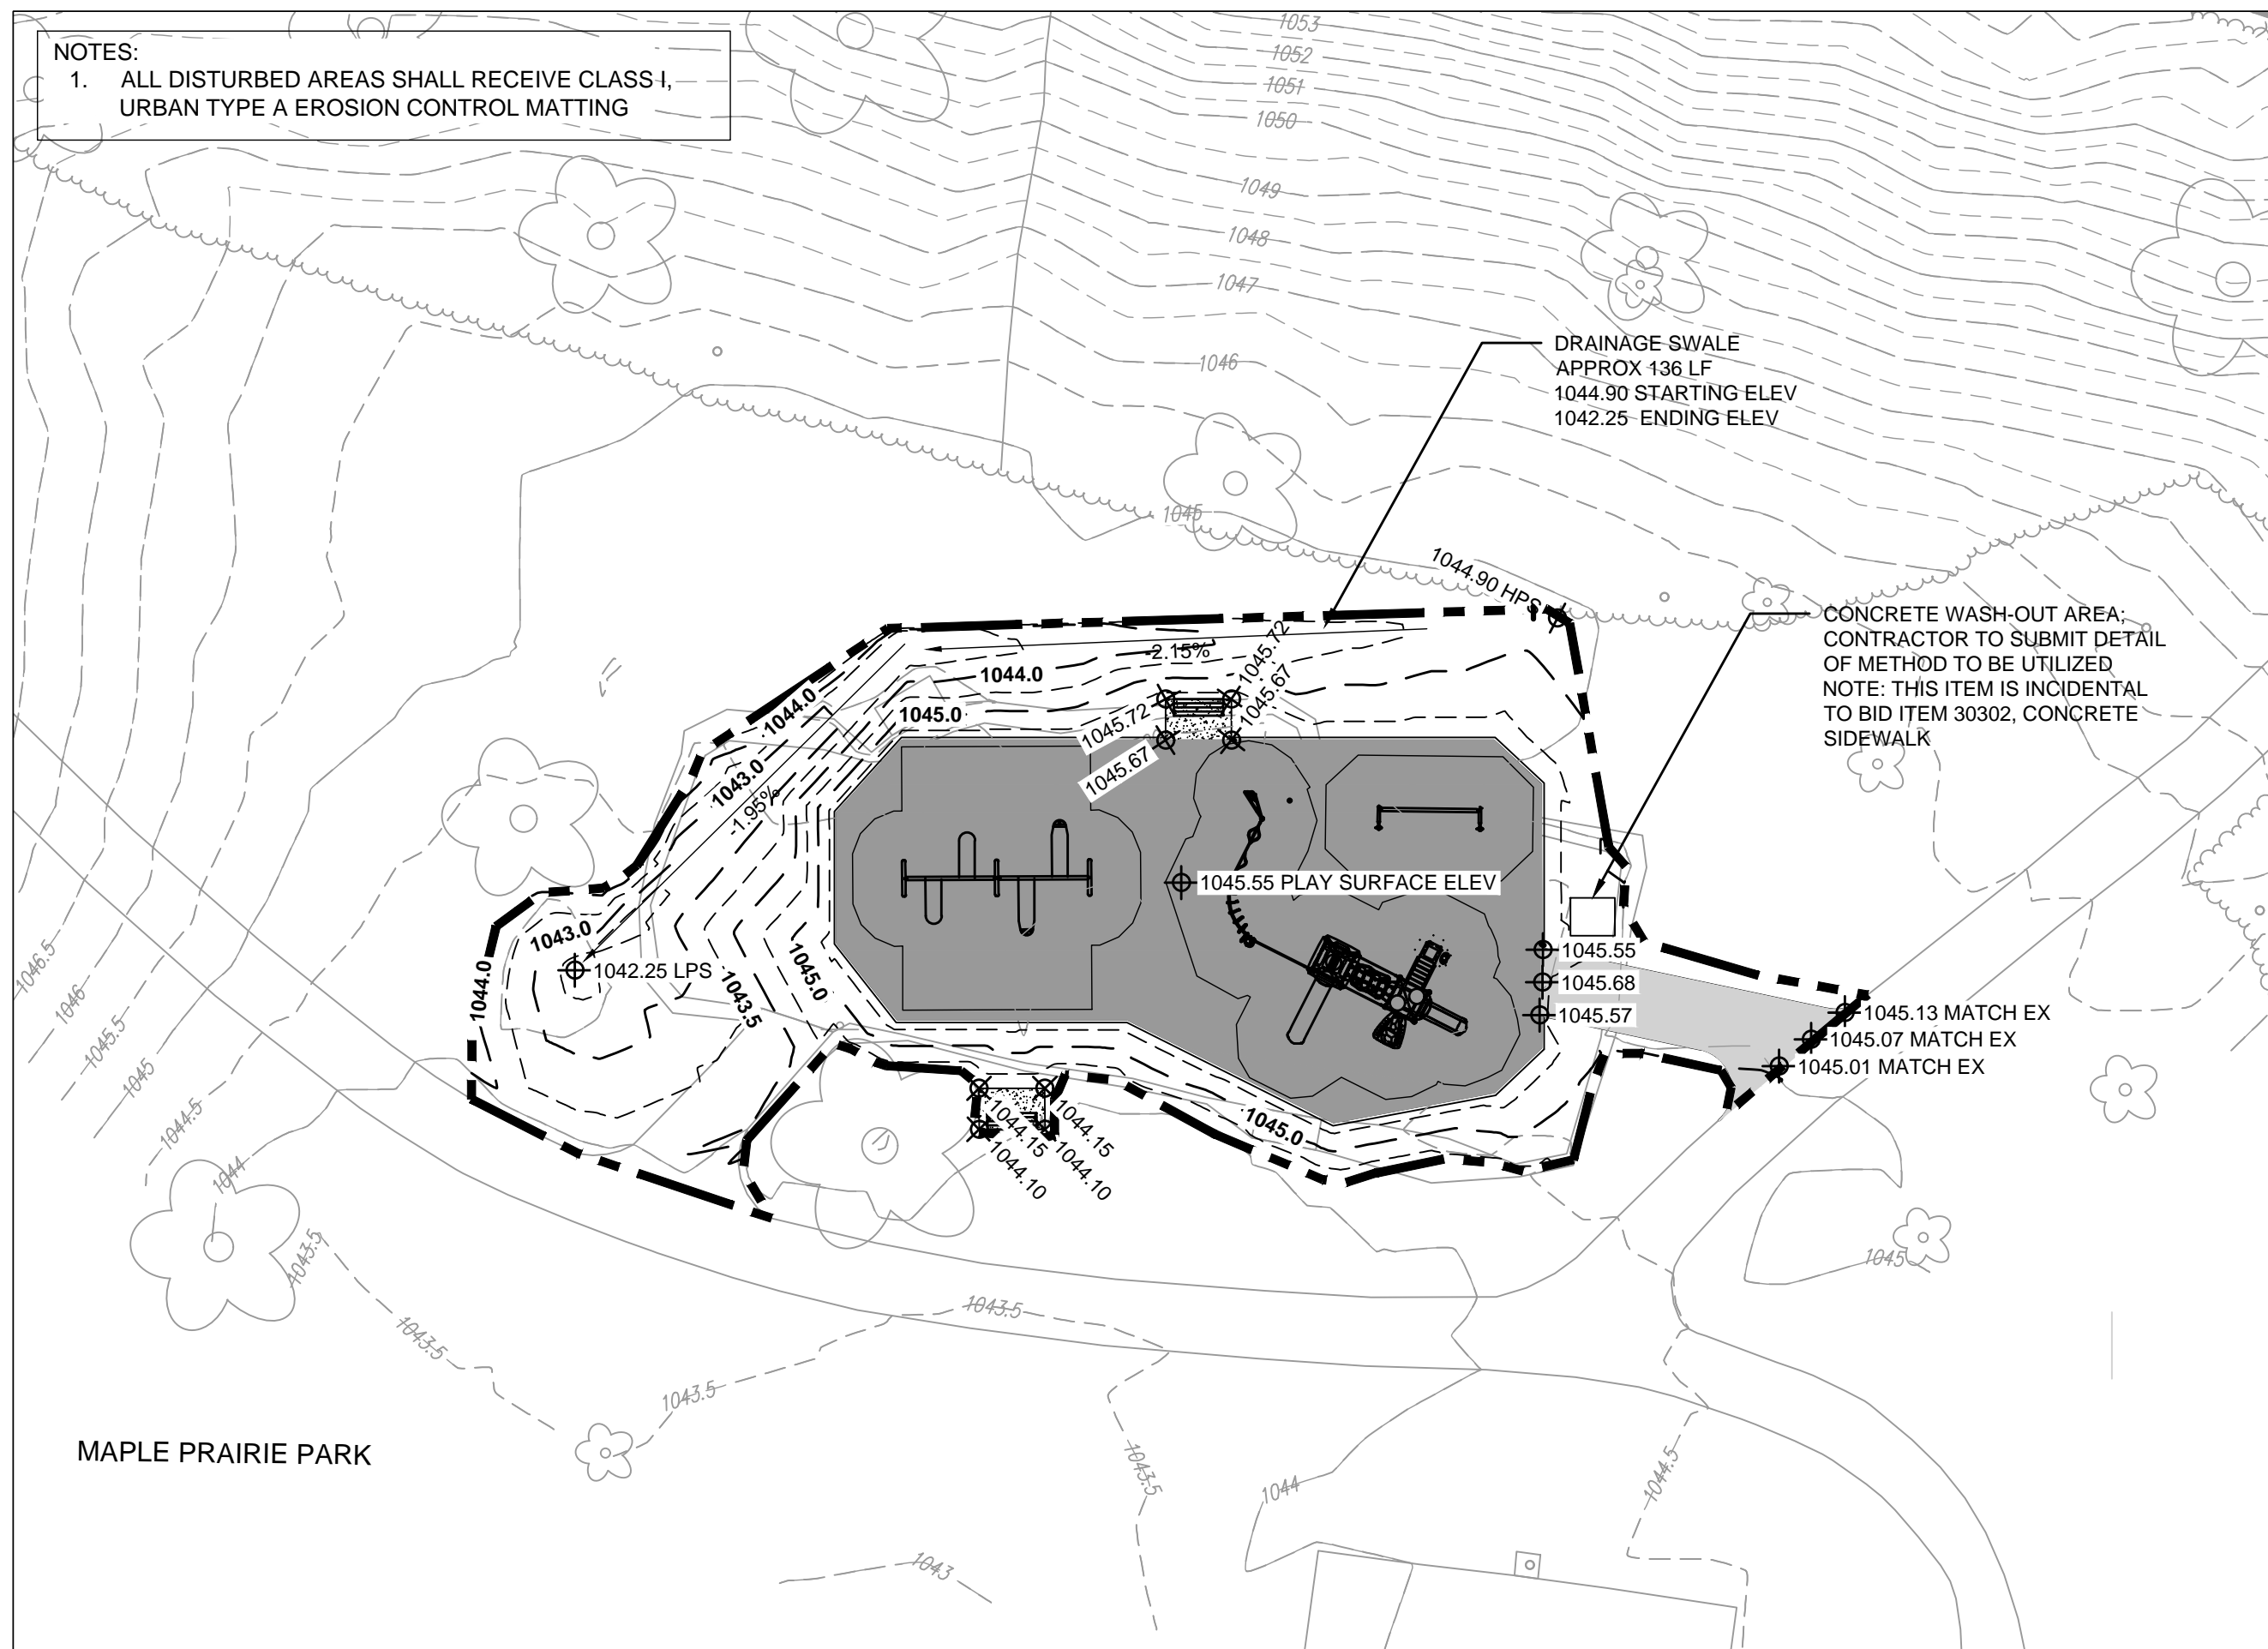 NOTES:
1. ALL DISTURBED AREAS SHALL RECEIVE CLASS I,
URBAN TYPE A EROSION CONTROL MATTING
1053
1052
1051
1050
1049
1048
1047
1046
1045
DRAINAGE SWALE
APPROX 136 LF
1044.90 STARTING ELEV
1042.25 ENDING ELEV
1044.90 HPS
CONCRETE WASH-OUT AREA;
CONTRACTOR TO SUBMIT DETAIL
OF METHOD TO BE UTILIZED
NOTE: THIS ITEM IS INCIDENTAL
TO BID ITEM 30302, CONCRETE
SIDEWALK
-2.15%
1045.72
1045.67
1044.0
1045.0
1044.0
1045.72
1045.67
1043.0
-1.95%
1045.55 PLAY SURFACE ELEV
1043.0
1042.25 LPS
1044.0
1045.0
1043.5
1045.55
1045.68
1045.57
1045.13 MATCH EX
1045.07 MATCH EX
1045.01 MATCH EX
1046.5
1046
1045.5
1045
1044.5
1044
1044.15
1044.15
1044.10
1044.10
1045.0
1043.5
1043.5
1043.5
1043.5
1045
MAPLE PRAIRIE PARK
1043.5
1044
1044.5
1043